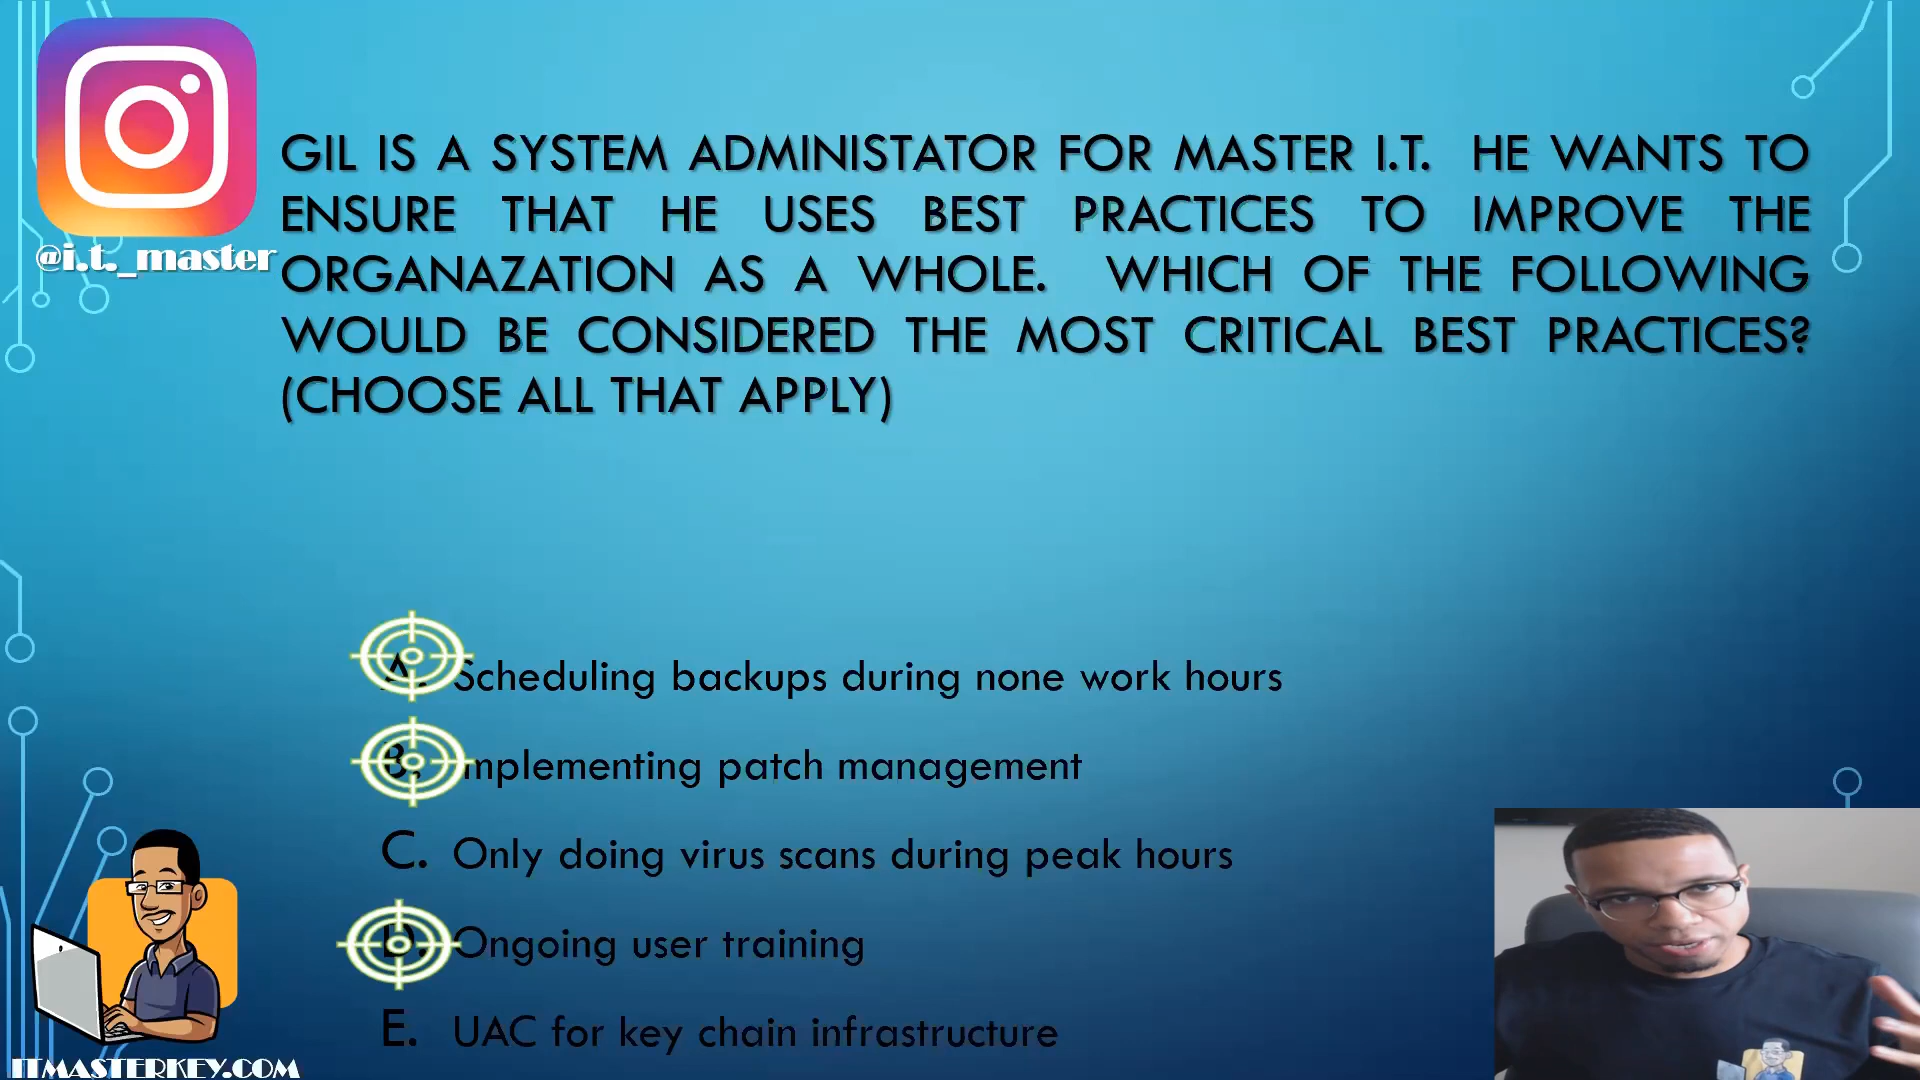 @i.t._master
GIL IS A SYSTEM ADMINISTATOR FOR MASTER I.T. HE WANTS TO
ENSURE THAT HE USES BEST PRACTICES TO IMPROVE THE
ORGANAZATION AS A WHOLE. WHICH OF THE FOLLOWING
WOULD BE CONSIDERED THE MOST CRITICAL BEST PRACTICES?
(CHOOSE ALL THAT APPLY)
A. Scheduling backups during none work hours
B. Implementing patch management
C. Only doing virus scans during peak hours
D. Ongoing user training
E. UAC for key chain infrastructure
ITMASTERKEY.COM